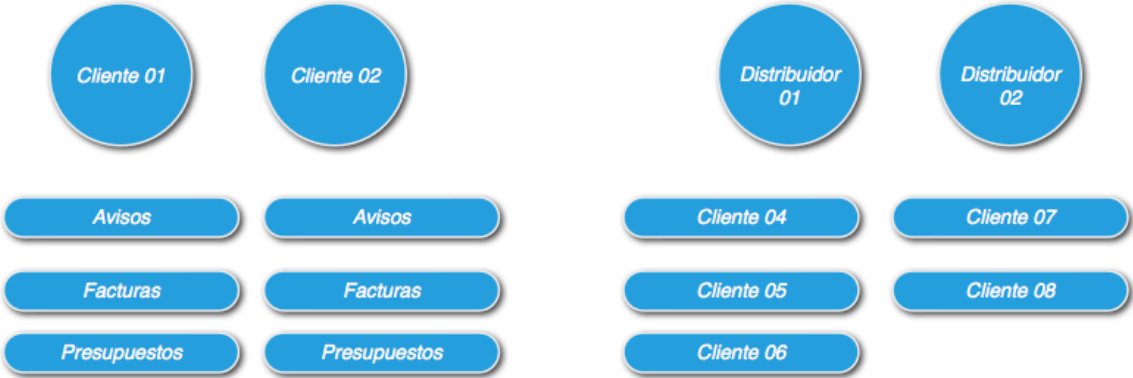 Cliente 01
Cliente 02
Distribuidor
01
Distribuidor
02
Avisos
Avisos
Cliente 04
Cliente 07
Facturas
Facturas
Cliente 05
Cliente 08
Presupuestos
Presupuestos
Cliente 06